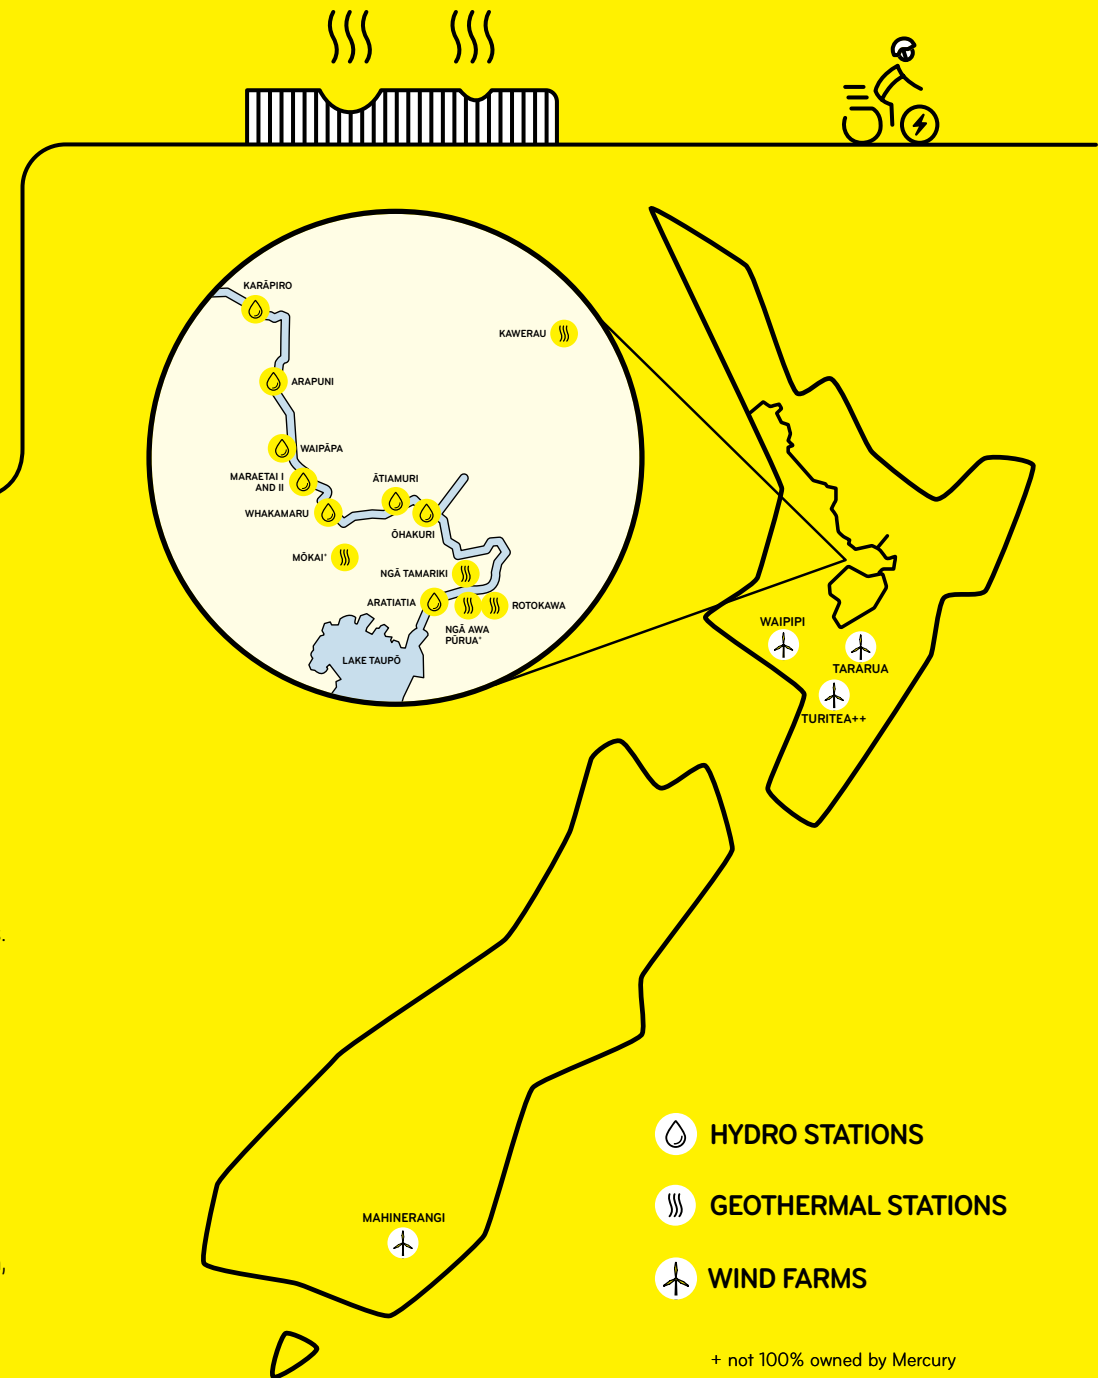 KARĀPIRO
KAWERAU
ARAPUNI
WAIPĀPA
MARAETAI I
AND II
ĀTIAMURI
WHAKAMARU
ŌHAKURI
MŌKAI+
NGĀ TAMARIKI
ARATIATIA
ROTOKAWA
NGĀ AWA
PŪRUA+
LAKE TAUPŌ
WAIPIPI
TARARUA
TURITEA++
MAHINERANGI
HYDRO STATIONS
GEOTHERMAL STATIONS
WIND FARMS
+ not 100% owned by Mercury